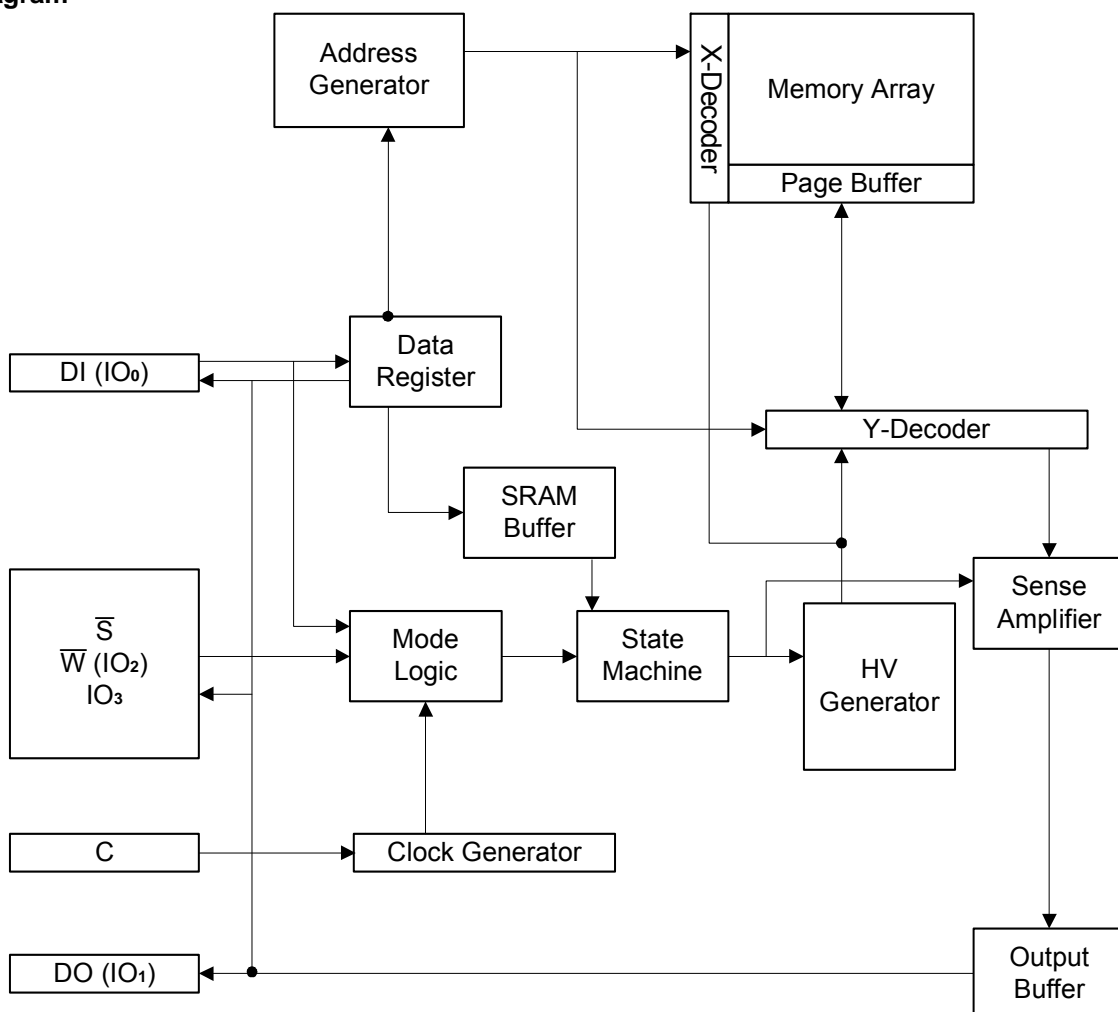 agram
Address
Generator
X-Decoder
Memory Array
Page Buffer
DI (IO₀)
Data
Register
Y-Decoder
SRAM
Buffer
S̅
W̅ (IO₂)
IO₃
Mode
Logic
State
Machine
HV
Generator
Sense
Amplifier
C
Clock Generator
DO (IO₁)
Output
Buffer